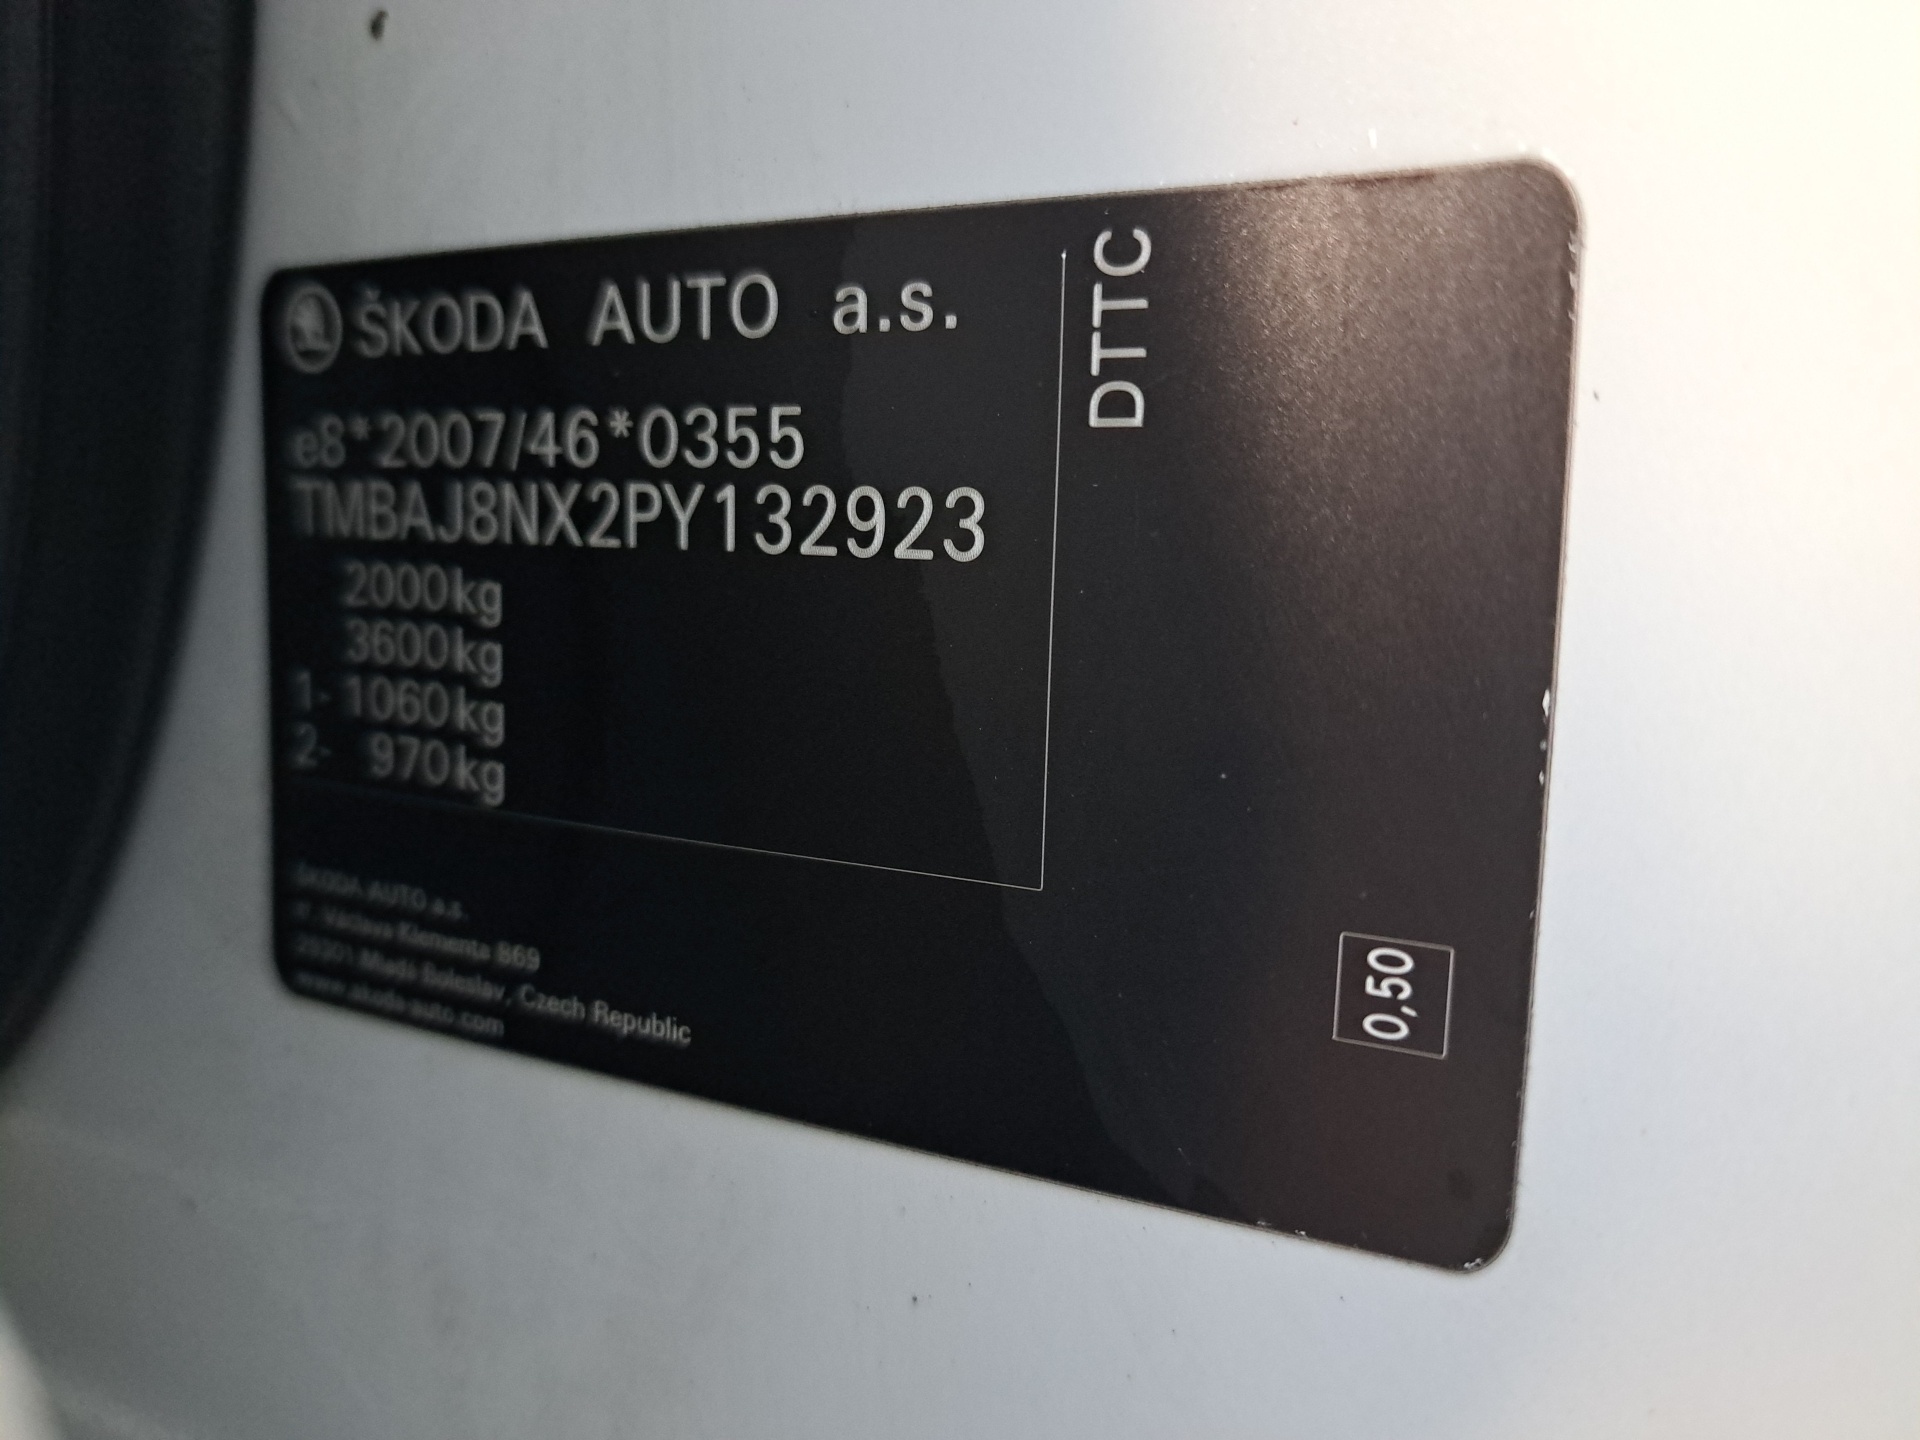 ŠKODA AUTO a.s.
e8*2007/46*0355
TMBAJ8NX2PY132923
2000kg
3600kg
1- 1060kg
2- 970kg
DTTC
0,50
ŠKODA AUTO a.s.
tř. Václava Klementa 869
29301 Mladá Boleslav, Czech Republic
www.skoda-auto.com